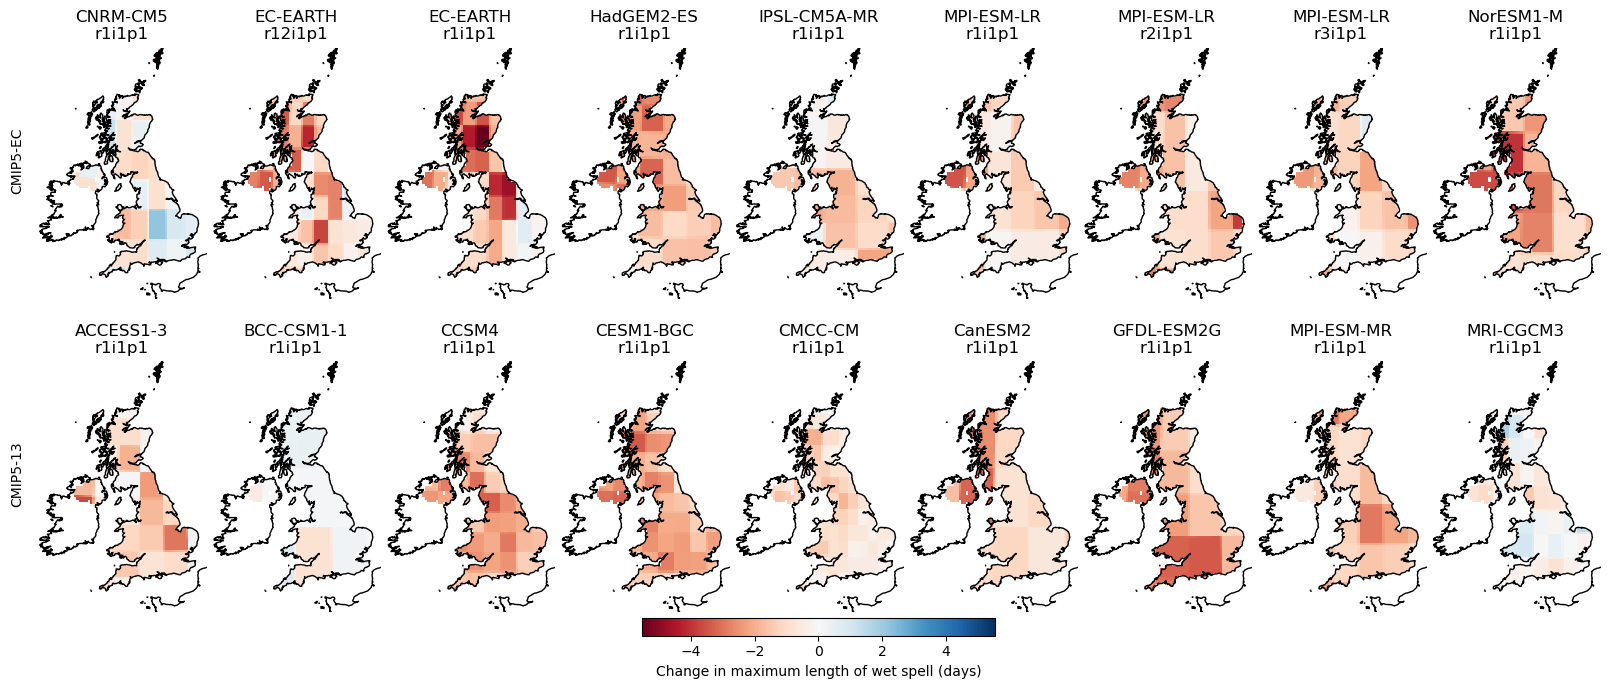 CNRM-CM5 EC-EARTH EC-EARTH HadGEM2-ES IPSL-CM5A-MR MPI-ESM-LR MPI-ESM-LR MPI-ESM-LR NorESM1-M
r1i1p1 r12i1p1 r1i1p1 r1i1p1 r1i1p1 r1i1p1 r2i1p1 r3i1p1 r1i1p1
CMIP5-EC
ACCESS1-3 BCC-CSM1-1 CCSM4 CESM1-BGC CMCC-CM CanESM2 GFDL-ESM2G MPI-ESM-MR MRI-CGCM3
r1i1p1 r1i1p1 r1i1p1 r1i1p1 r1i1p1 r1i1p1 r1i1p1 r1i1p1 r1i1p1
CMIP5-13
−4 −2 0 2 4
Change in maximum length of wet spell (days)